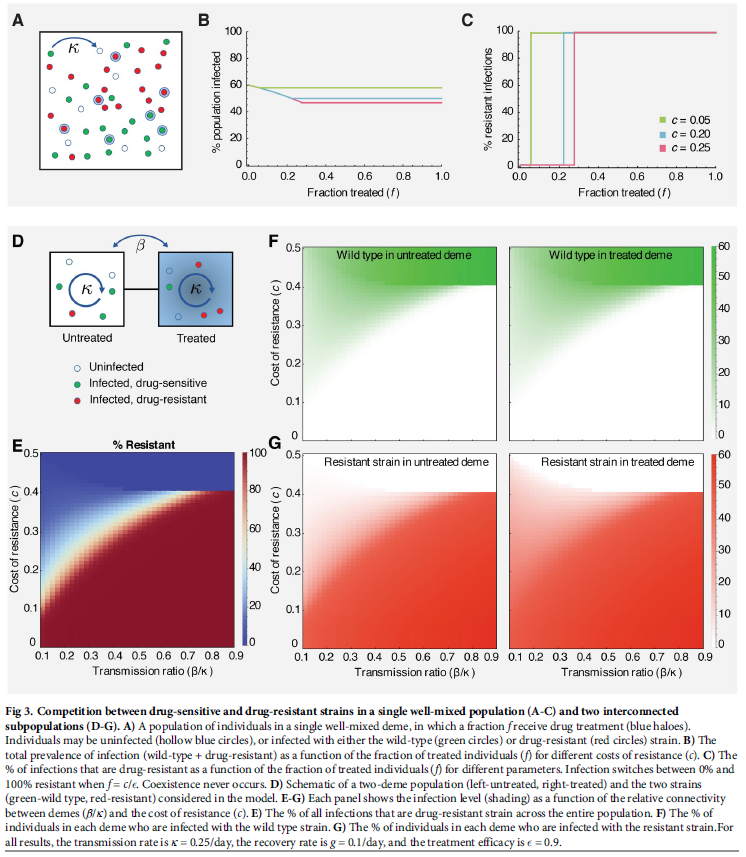 A
κ
B
% population infected
100
80
60
40
20
0
0.0
0.2
0.4
0.6
0.8
1.0
Fraction treated (f)
C
% resistant infections
100
80
60
40
20
0
c = 0.05
c = 0.20
c = 0.25
0.0
0.2
0.4
0.6
0.8
1.0
Fraction treated (f)
D
β
κ
κ
Untreated
Treated
Uninfected
Infected, drug-sensitive
Infected, drug-resistant
E
% Resistant
Cost of resistance (c)
0.5
0.4
0.3
0.2
0.1
0
0.1 0.2 0.3 0.4 0.5 0.6 0.7 0.8 0.9
Transmission ratio (β/κ)
100
80
60
40
20
0
F
Wild type in untreated deme
Wild type in treated deme
Cost of resistance (c)
0.5
0.4
0.3
0.2
0.1
0
60
50
40
30
20
10
0
G
Resistant strain in untreated deme
Resistant strain in treated deme
Cost of resistance (c)
0.5
0.4
0.3
0.2
0.1
0
0.1 0.2 0.3 0.4 0.5 0.6 0.7 0.8 0.9
Transmission ratio (β/κ)
0.1 0.2 0.3 0.4 0.5 0.6 0.7 0.8 0.9
Transmission ratio (β/κ)
60
50
40
30
20
10
0
Fig 3. Competition between drug-sensitive and drug-resistant strains in a single well-mixed population (A-C) and two interconnected
subpopulations (D-G). A) A population of individuals in a single well-mixed deme, in which a fraction f receive drug treatment (blue haloes).
Individuals may be uninfected (hollow blue circles), or infected with either the wild-type (green circles) or drug-resistant (red circles) strain. B) The
total prevalence of infection (wild-type + drug-resistant) as a function of the fraction of treated individuals (f) for different costs of resistance (c). C) The
% of infections that are drug-resistant as a function of the fraction of treated individuals (f) for different parameters. Infection switches between 0% and
100% resistant when f = c/ϵ. Coexistence never occurs. D) Schematic of a two-deme population (left-untreated, right-treated) and the two strains
(green-wild type, red-resistant) considered in the model. E-G) Each panel shows the infection level (shading) as a function of the relative connectivity
between demes (β/κ) and the cost of resistance (c). E) The % of all infections that are drug-resistant strain across the entire population. F) The % of
individuals in each deme who are infected with the wild type strain. G) The % of individuals in each deme who are infected with the resistant strain.For
all results, the transmission rate is κ = 0.25/day, the recovery rate is g = 0.1/day, and the treatment efficacy is ϵ = 0.9.